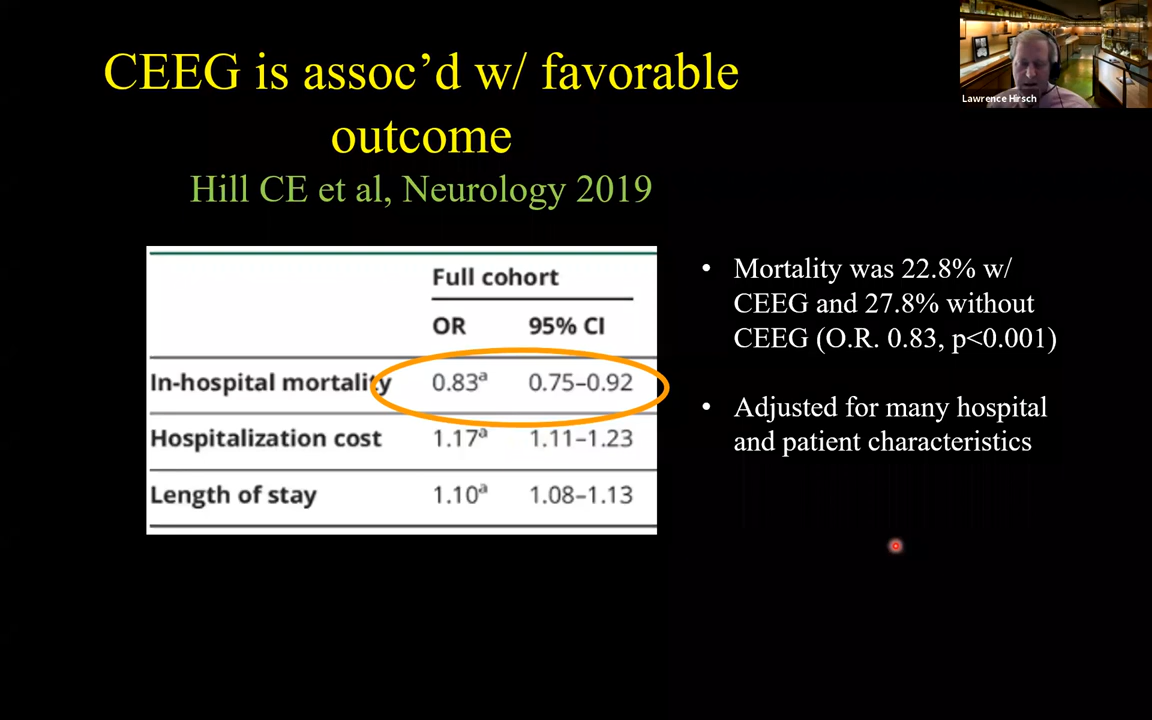 CEEG is assoc’d w/ favorable
outcome
Hill CE et al, Neurology 2019
Lawrence Hirsch
Full cohort
OR 95% CI
In-hospital mortality 0.83ᵃ 0.75–0.92
Hospitalization cost 1.17ᵃ 1.11–1.23
Length of stay 1.10ᵃ 1.08–1.13
• Mortality was 22.8% w/
CEEG and 27.8% without
CEEG (O.R. 0.83, p<0.001)
• Adjusted for many hospital
and patient characteristics